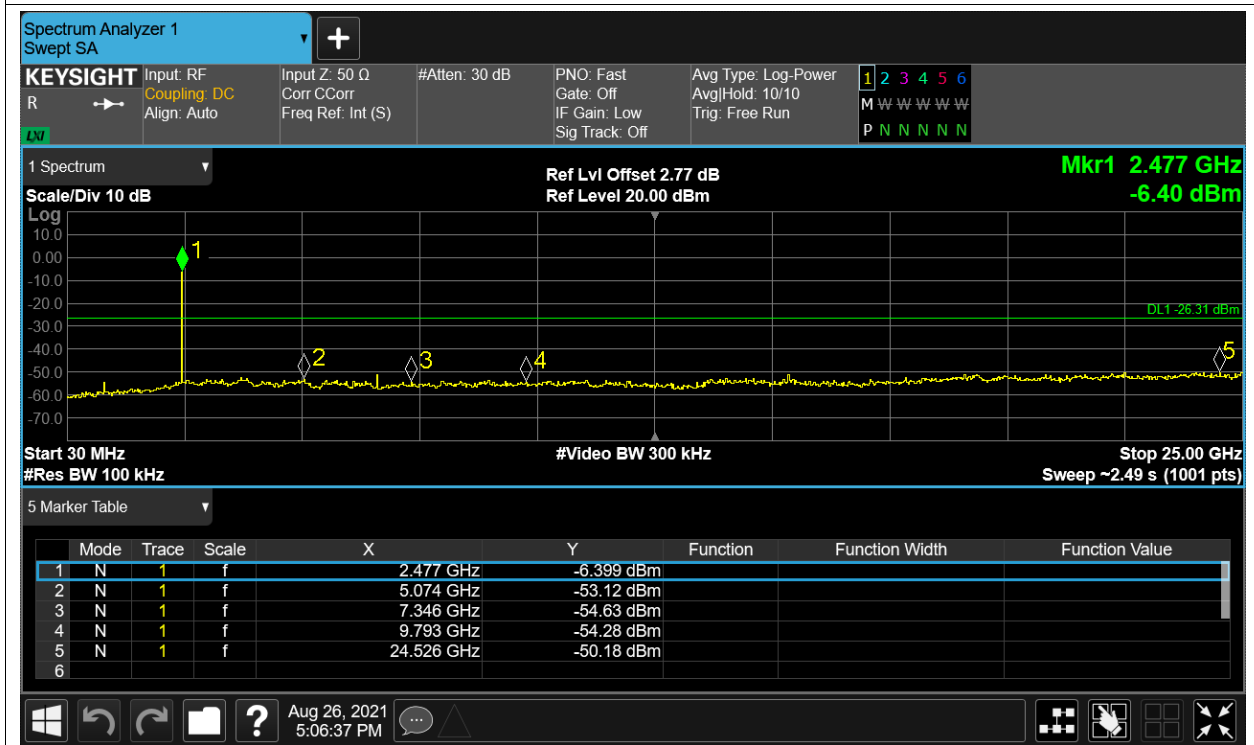 Spectrum Analyzer 1
Swept SA
+
KEYSIGHT Input: RF Input Z: 50 Ω #Atten: 30 dB PNO: Fast Avg Type: Log-Power 1 2 3 4 5 6
R Coupling: DC Corr CCorr Gate: Off Avg|Hold: 10/10 M W W W W W
Align: Auto Freq Ref: Int (S) IF Gain: Low Trig: Free Run
LXI Sig Track: Off P N N N N N
1 Spectrum Ref Lvl Offset 2.77 dB Mkr1 2.477 GHz
Scale/Div 10 dB Ref Level 20.00 dBm -6.40 dBm
Log
10.0
1
0.00
-10.0
-20.0
DL1 -26.31 dBm
-30.0
-40.0
2 3 4 5
-50.0
-60.0
-70.0
Start 30 MHz #Video BW 300 kHz Stop 25.00 GHz
#Res BW 100 kHz Sweep ~2.49 s (1001 pts)
5 Marker Table
Mode Trace Scale X Y Function Function Width Function Value
1 N 1 f 2.477 GHz -6.399 dBm
2 N 1 f 5.074 GHz -53.12 dBm
3 N 1 f 7.346 GHz -54.63 dBm
4 N 1 f 9.793 GHz -54.28 dBm
5 N 1 f 24.526 GHz -50.18 dBm
6
? Aug 26, 2021
5:06:37 PM